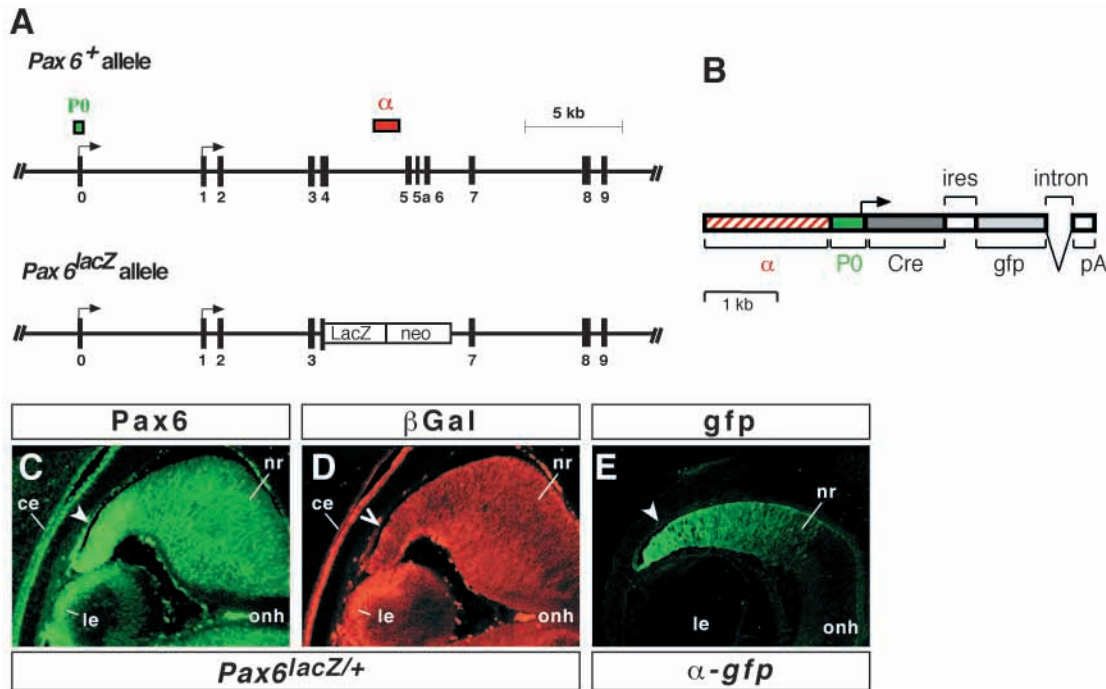 A
Pax 6+ allele
P0
α
5 kb
0 1 2 3 4 5 5a 6 7 8 9
Pax 6lacZ allele
LacZ neo
0 1 2 3 7 8 9
B
ires intron
α P0 Cre gfp pA
1 kb
Pax6 βGal gfp
C nr ce le onh
D nr ce le onh
E nr le onh
Pax6lacZ/+ α-gfp